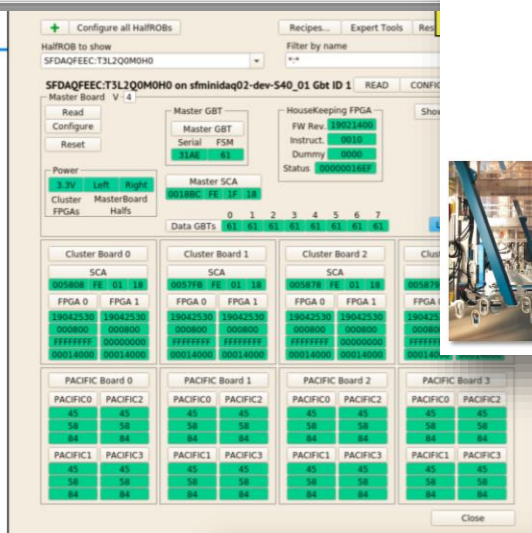 + Configure all HalfROBs Recipes... Expert Tools Res
HalfROB to show Filter by name
SFDAQFEEC:T3L2Q0M0H0 *:*
SFDAQFEEC:T3L2Q0M0H0 on sfminidaq02-dev-S40_01 Gbt ID 1 READ CONFIG
Master Board V 4
Read Master GBT HouseKeeping FPGA Show
Configure Master GBT FW Rev. 19021400
Reset Serial FSM Instruct. 0010
31AE 61 Dummy 0000
Power Status 00000016EF
3.3V Left Right Master SCA
Cluster MasterBoard 0018BC FE 1F 18
FPGAs Halfs
0 1 2 3 4 5 6 7
Data GBTs 61 61 61 61 61 61 61 61
Cluster Board 0 Cluster Board 1 Cluster Board 2 Clus
SCA SCA SCA
005808 FE 01 18 0057FB FE 01 18 005878 FE 01 18 005879
FPGA 0 FPGA 1 FPGA 0 FPGA 1 FPGA 0 FPGA 1 FPGA
19042530 19042530 19042530 19042530 19042530 19042530
000800 000800 000800 000800 000800 000800
FFFFFFFF 00000000 FFFFFFFF 00000000 FFFFFFFF 00000000
00014000 00014000 00014000 00014000 00014000 00014000 00014000 00014000
PACIFIC Board 0 PACIFIC Board 1 PACIFIC Board 2 PACIFIC Board 3
PACIFIC0 PACIFIC2 PACIFIC0 PACIFIC2 PACIFIC0 PACIFIC2 PACIFIC0 PACIFIC2
45 45 45 45 45 45 45 45
58 58 58 58 58 58 58 58
84 84 84 84 84 84 84 84
PACIFIC1 PACIFIC3 PACIFIC1 PACIFIC3 PACIFIC1 PACIFIC3 PACIFIC1 PACIFIC3
45 45 45 45 45 45 45 45
58 58 58 58 58 58 58 58
84 84 84 84 84 84 84 84
Close